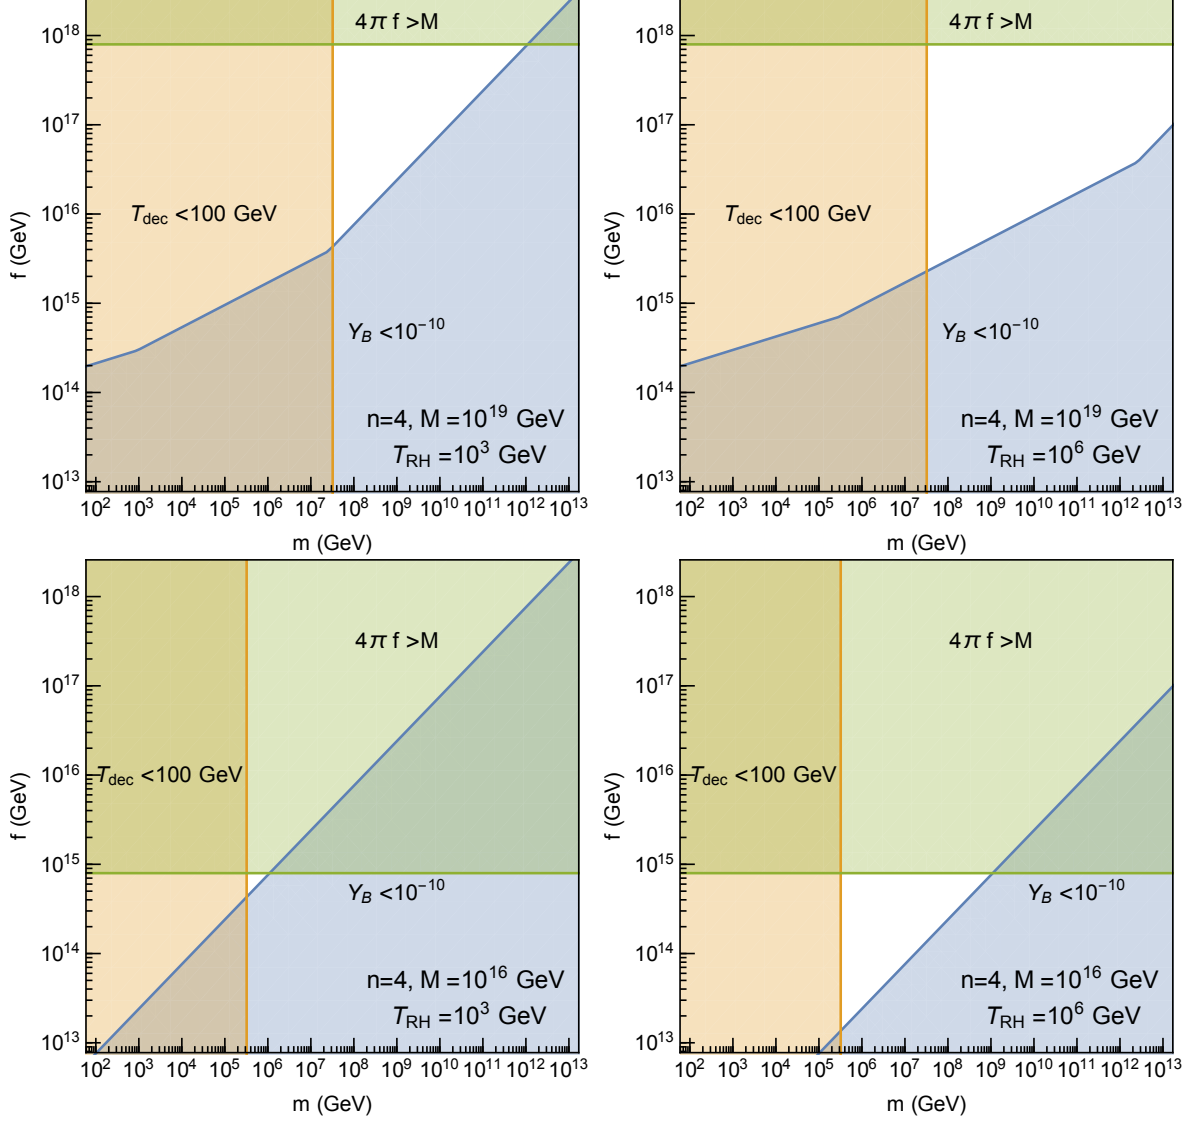 4π f >M
10^18
10^17
10^16
10^15
10^14
10^13
f (GeV)
T_dec <100 GeV
Y_B <10^−10
n=4, M =10^19 GeV
T_RH =10^3 GeV
10^2 10^3 10^4 10^5 10^6 10^7 10^8 10^9 10^10 10^11 10^12 10^13
m (GeV)
4π f >M
10^18
10^17
10^16
10^15
10^14
10^13
f (GeV)
T_dec <100 GeV
Y_B <10^−10
n=4, M =10^19 GeV
T_RH =10^6 GeV
10^2 10^3 10^4 10^5 10^6 10^7 10^8 10^9 10^10 10^11 10^12 10^13
m (GeV)
10^18
10^17
10^16
10^15
10^14
10^13
f (GeV)
4π f >M
T_dec <100 GeV
Y_B <10^−10
n=4, M =10^16 GeV
T_RH =10^3 GeV
10^2 10^3 10^4 10^5 10^6 10^7 10^8 10^9 10^10 10^11 10^12 10^13
m (GeV)
10^18
10^17
10^16
10^15
10^14
10^13
f (GeV)
4π f >M
T_dec <100 GeV
Y_B <10^−10
n=4, M =10^16 GeV
T_RH =10^6 GeV
10^2 10^3 10^4 10^5 10^6 10^7 10^8 10^9 10^10 10^11 10^12 10^13
m (GeV)